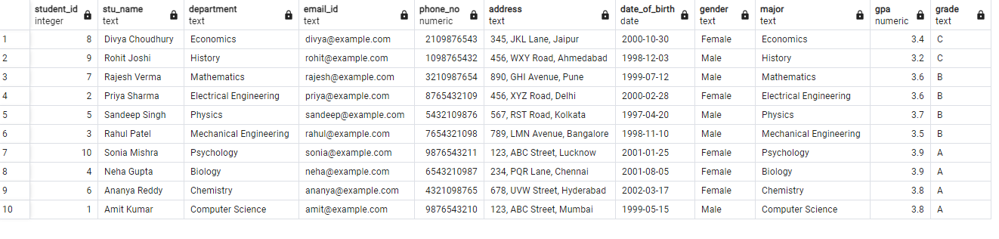 student_id stu_name department email_id phone_no address date_of_birth gender major gpa grade
integer text text text numeric text date text text numeric text
1 8 Divya Choudhury Economics divya@example.com 2109876543 345, JKL Lane, Jaipur 2000-10-30 Female Economics 3.4 C
2 9 Rohit Joshi History rohit@example.com 1098765432 456, WXY Road, Ahmedabad 1998-12-03 Male History 3.2 C
3 7 Rajesh Verma Mathematics rajesh@example.com 3210987654 890, GHI Avenue, Pune 1999-07-12 Male Mathematics 3.6 B
4 2 Priya Sharma Electrical Engineering priya@example.com 8765432109 456, XYZ Road, Delhi 2000-02-28 Female Electrical Engineering 3.6 B
5 5 Sandeep Singh Physics sandeep@example.com 5432109876 567, RST Road, Kolkata 1997-04-20 Male Physics 3.7 B
6 3 Rahul Patel Mechanical Engineering rahul@example.com 7654321098 789, LMN Avenue, Bangalore 1998-11-10 Male Mechanical Engineering 3.5 B
7 10 Sonia Mishra Psychology sonia@example.com 9876543211 123, ABC Street, Lucknow 2001-01-25 Female Psychology 3.9 A
8 4 Neha Gupta Biology neha@example.com 6543210987 234, PQR Lane, Chennai 2001-08-05 Female Biology 3.9 A
9 6 Ananya Reddy Chemistry ananya@example.com 4321098765 678, UVW Street, Hyderabad 2002-03-17 Female Chemistry 3.8 A
10 1 Amit Kumar Computer Science amit@example.com 9876543210 123, ABC Street, Mumbai 1999-05-15 Male Computer Science 3.8 A